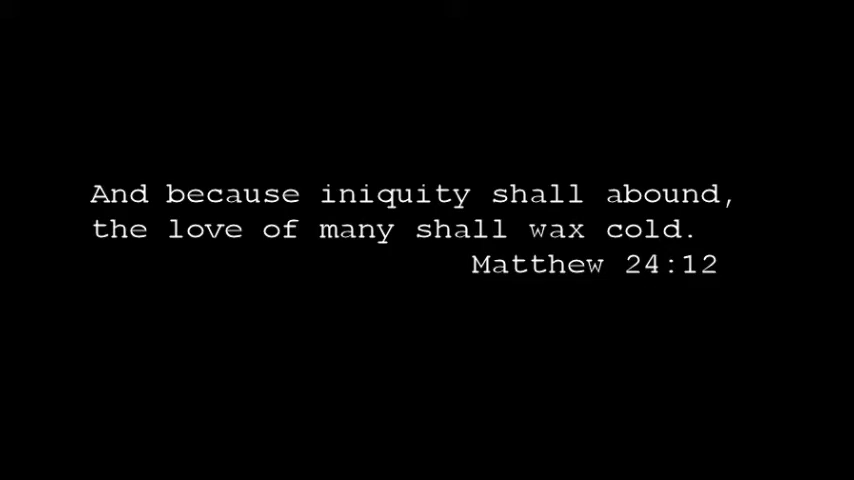 And because iniquity shall abound,
the love of many shall wax cold.
Matthew 24:12